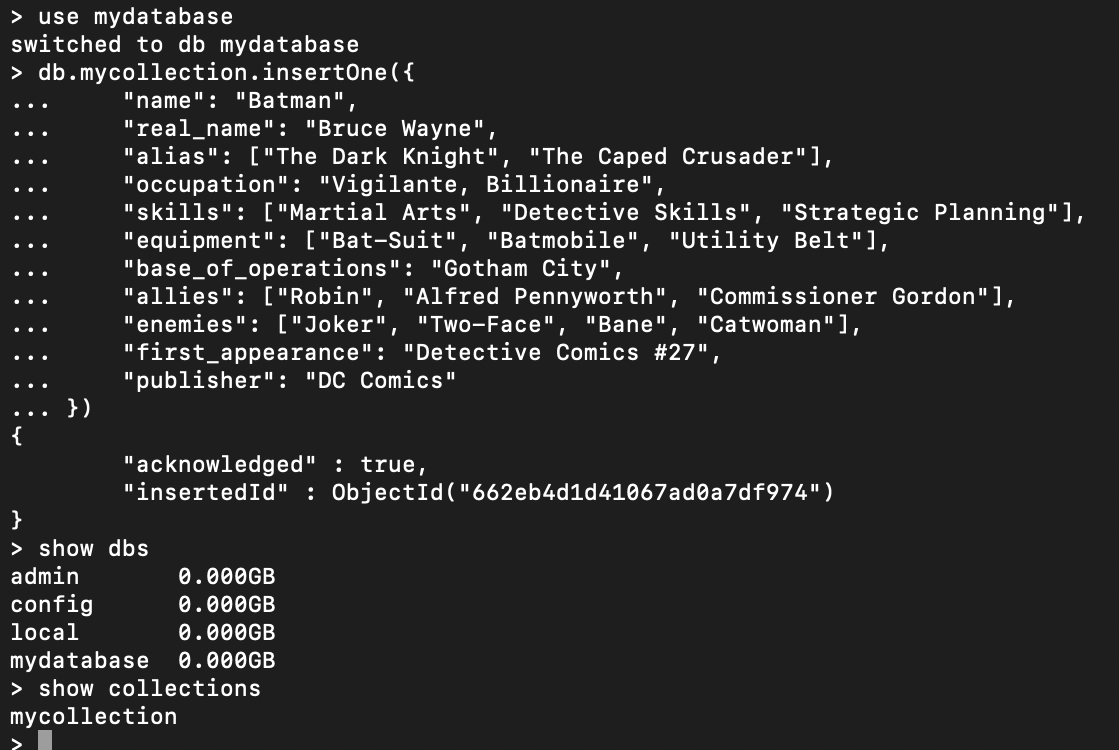 > use mydatabase
switched to db mydatabase
> db.mycollection.insertOne({
...     "name": "Batman",
...     "real_name": "Bruce Wayne",
...     "alias": ["The Dark Knight", "The Caped Crusader"],
...     "occupation": "Vigilante, Billionaire",
...     "skills": ["Martial Arts", "Detective Skills", "Strategic Planning"],
...     "equipment": ["Bat-Suit", "Batmobile", "Utility Belt"],
...     "base_of_operations": "Gotham City",
...     "allies": ["Robin", "Alfred Pennyworth", "Commissioner Gordon"],
...     "enemies": ["Joker", "Two-Face", "Bane", "Catwoman"],
...     "first_appearance": "Detective Comics #27",
...     "publisher": "DC Comics"
... })
{
        "acknowledged" : true,
        "insertedId" : ObjectId("662eb4d1d41067ad0a7df974")
}
> show dbs
admin       0.000GB
config      0.000GB
local       0.000GB
mydatabase  0.000GB
> show collections
mycollection
>